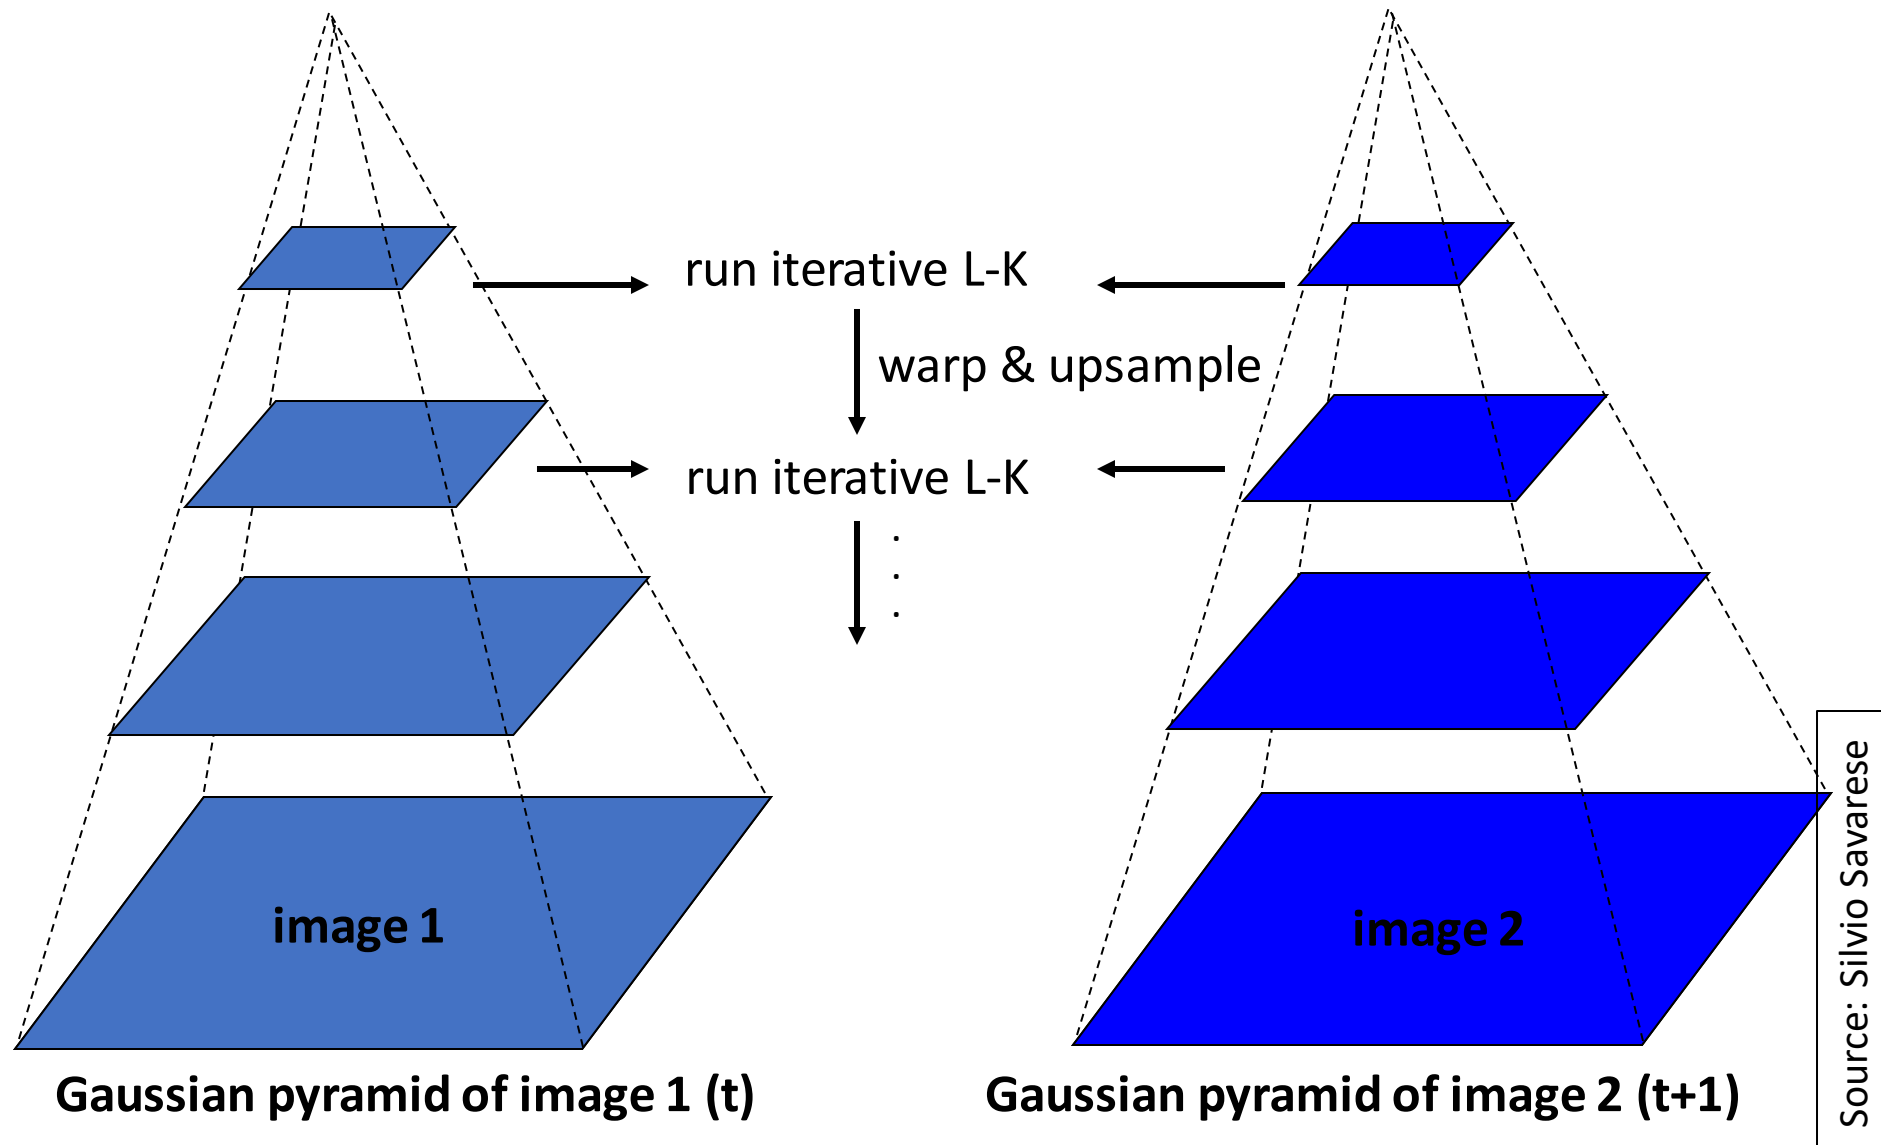 run iterative L-K
warp & upsample
run iterative L-K
.
.
.
image 1
image 2
Gaussian pyramid of image 1 (t)
Gaussian pyramid of image 2 (t+1)
Source: Silvio Savarese